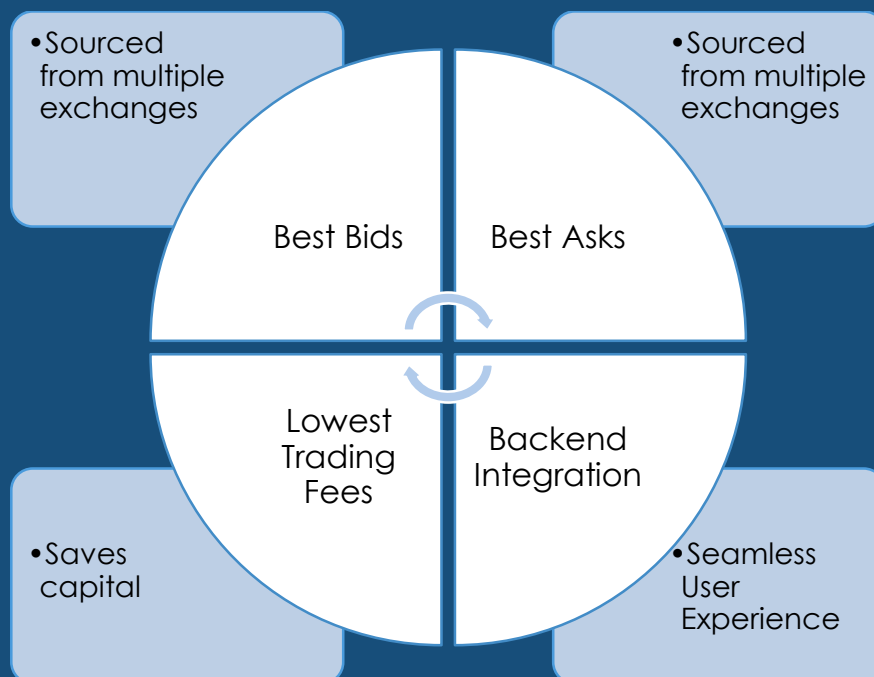 •Sourced
from multiple
exchanges
•Sourced
from multiple
exchanges
Best Bids
Best Asks
Lowest
Trading
Fees
Backend
Integration
•Saves
capital
•Seamless
User
Experience